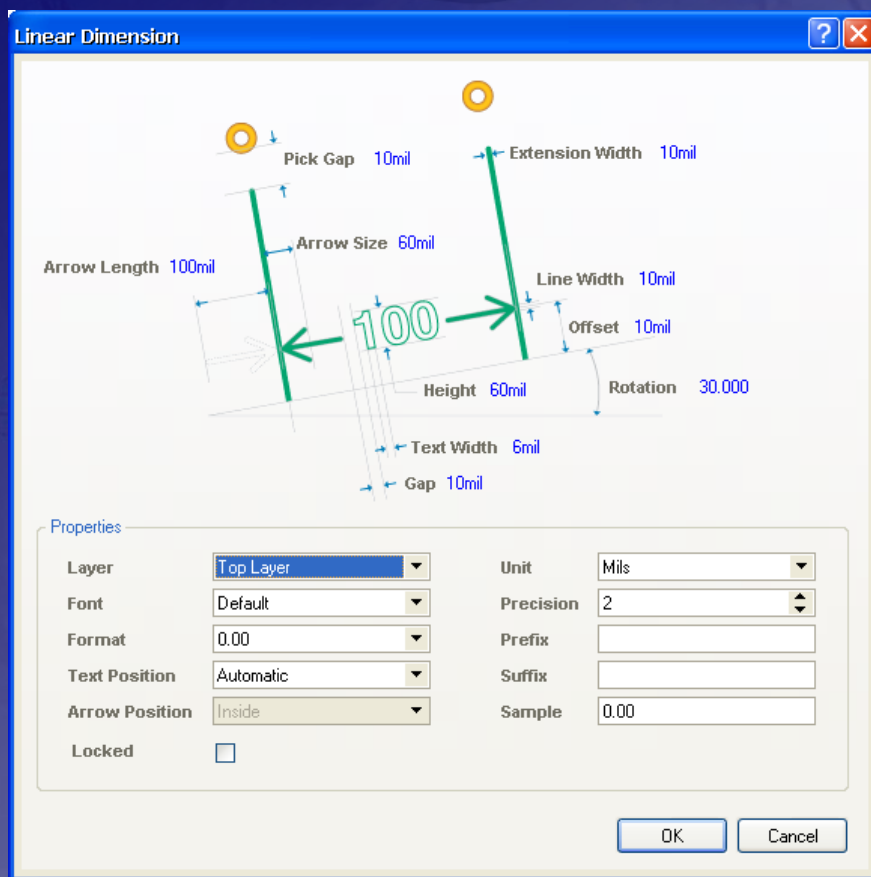 Linear Dimension
Pick Gap 10mil
Extension Width 10mil
Arrow Size 60mil
Arrow Length 100mil
Line Width 10mil
100
Offset 10mil
Height 60mil
Rotation 30.000
Text Width 6mil
Gap 10mil
Properties
Layer Top Layer
Unit Mils
Font Default
Precision 2
Format 0.00
Prefix
Text Position Automatic
Suffix
Arrow Position Inside
Sample 0.00
Locked
OK Cancel